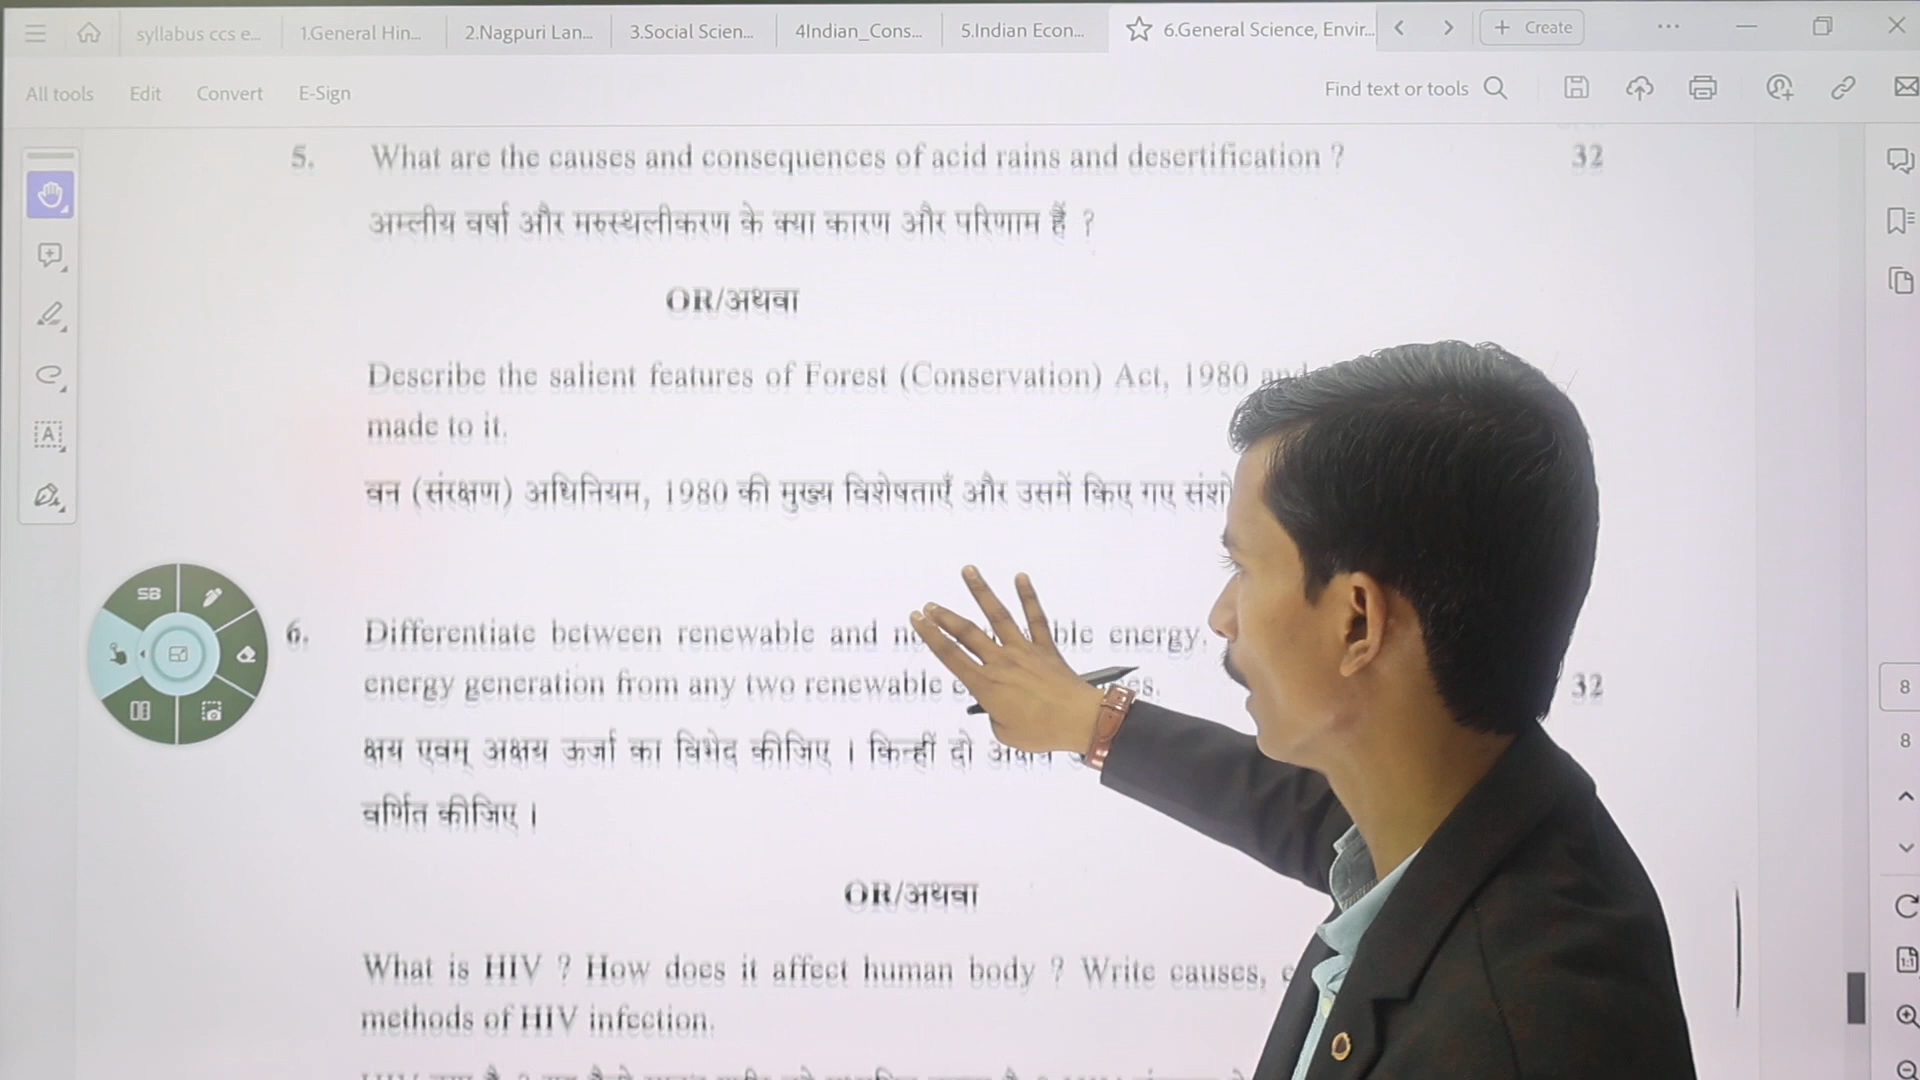 syllabus ccs e...
1.General Hin...
2.Nagpuri Lan...
3.Social Scien...
4Indian_Cons...
5.Indian Econ...
6.General Science, Envir...
+ Create
All tools
Edit
Convert
E-Sign
Find text or tools
5. What are the causes and consequences of acid rains and desertification ? 32
अम्लीय वर्षा और मरुस्थलीकरण के क्या कारण और परिणाम हैं ?
OR/अथवा
Describe the salient features of Forest (Conservation) Act, 1980 and
made to it.
वन (संरक्षण) अधिनियम, 1980 की मुख्य विशेषताएँ और उसमें किए गए
6. Differentiate between renewable and energy.
energy generation from any two renewable 32
क्षय एवम् अक्षय ऊर्जा का विभेद कीजिए । किन्हीं दो
वर्णित कीजिए ।
OR/अथवा
What is HIV ? How does it affect human body ? Write causes,
methods of HIV infection.
SB
A
8
8
1:1